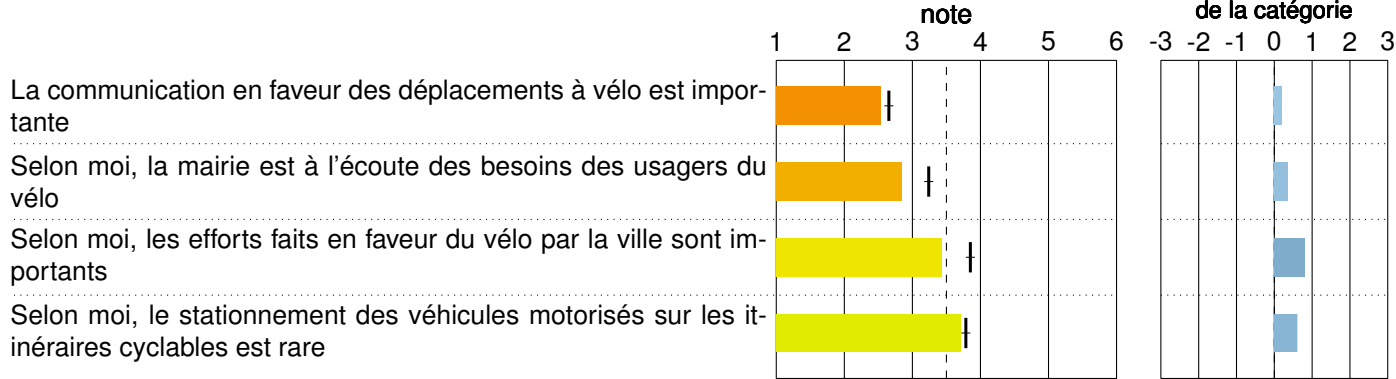 note
de la catégorie
1 2 3 4 5 6
-3 -2 -1 0 1 2 3
La communication en faveur des déplacements à vélo est impor-
tante
Selon moi, la mairie est à l'écoute des besoins des usagers du
vélo
Selon moi, les efforts faits en faveur du vélo par la ville sont im-
portants
Selon moi, le stationnement des véhicules motorisés sur les it-
inéraires cyclables est rare